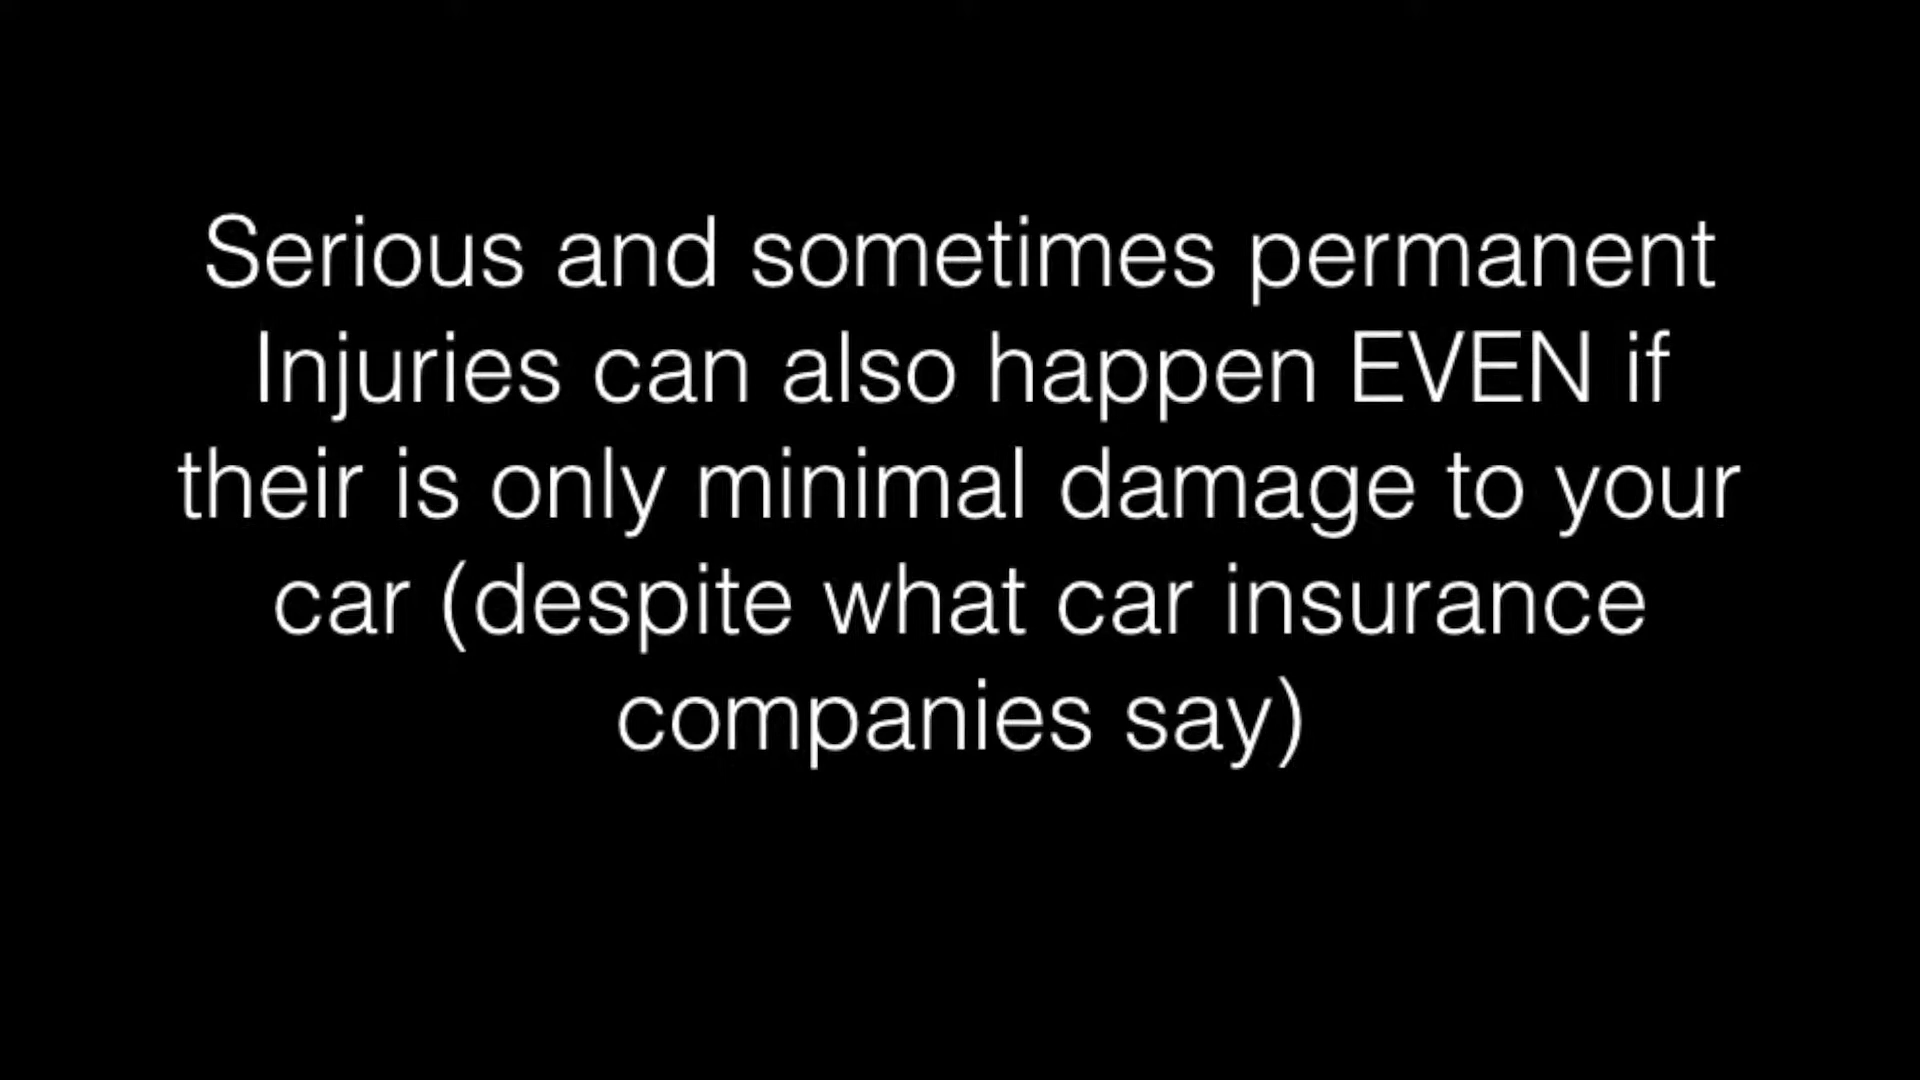 Serious and sometimes permanent
Injuries can also happen EVEN if
their is only minimal damage to your
car (despite what car insurance
companies say)